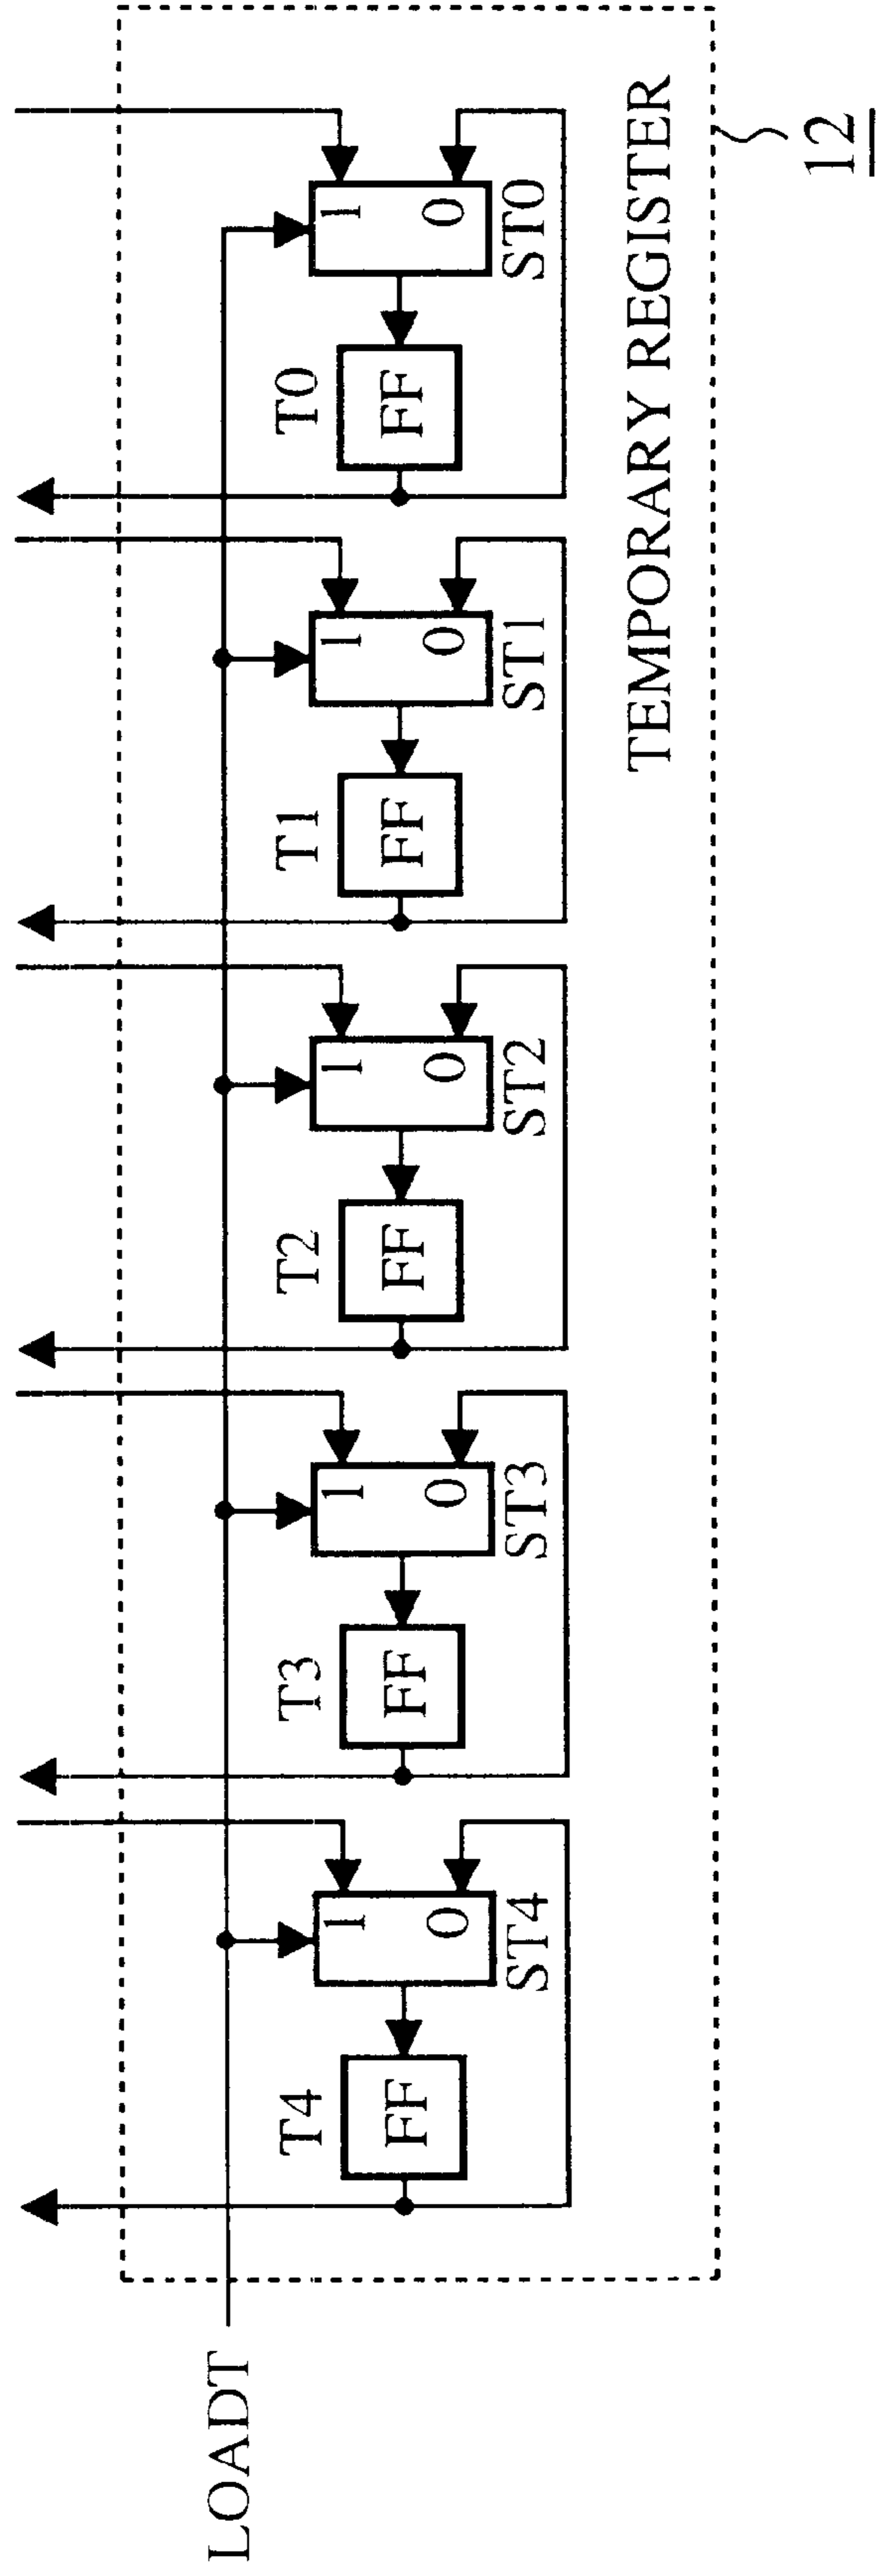 LOADT
T4
T3
T2
T1
T0
FF
1
0
FF
1
0
FF
1
0
FF
1
0
FF
1
0
ST4
ST3
ST2
ST1
ST0
TEMPORARY REGISTER
12